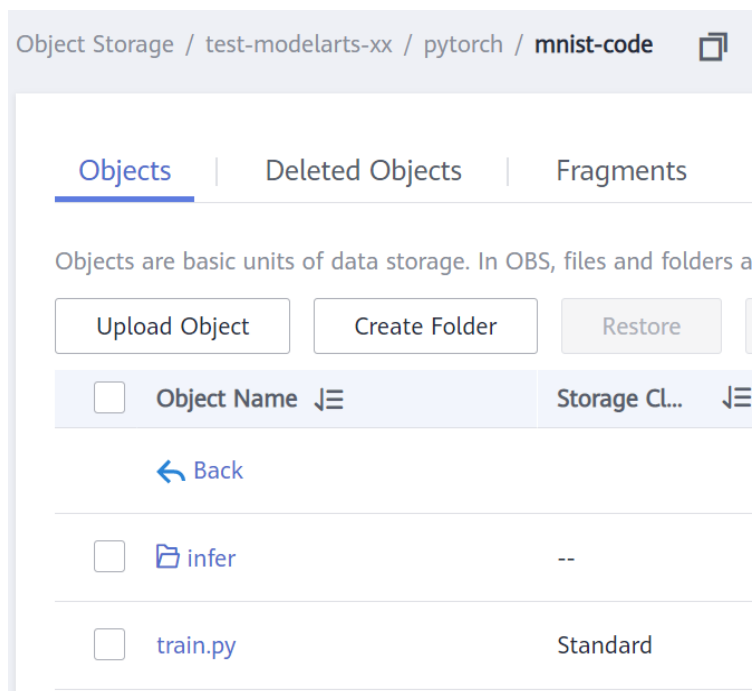 Object Storage / test-modelarts-xx / pytorch / mnist-code
Objects | Deleted Objects | Fragments
Objects are basic units of data storage. In OBS, files and folders a
Upload Object Create Folder Restore
Object Name Storage Cl...
Back
infer --
train.py Standard